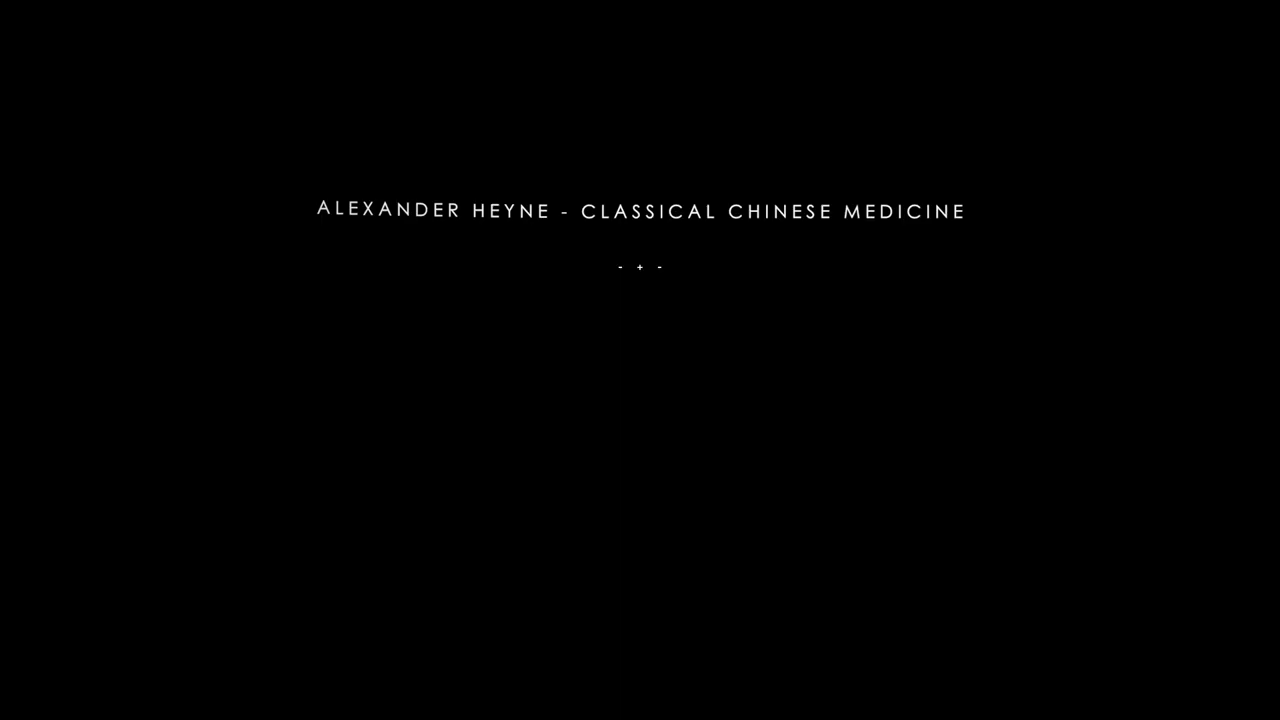 ALEXANDER HEYNE - CLASSICAL CHINESE MEDICINE
- + -